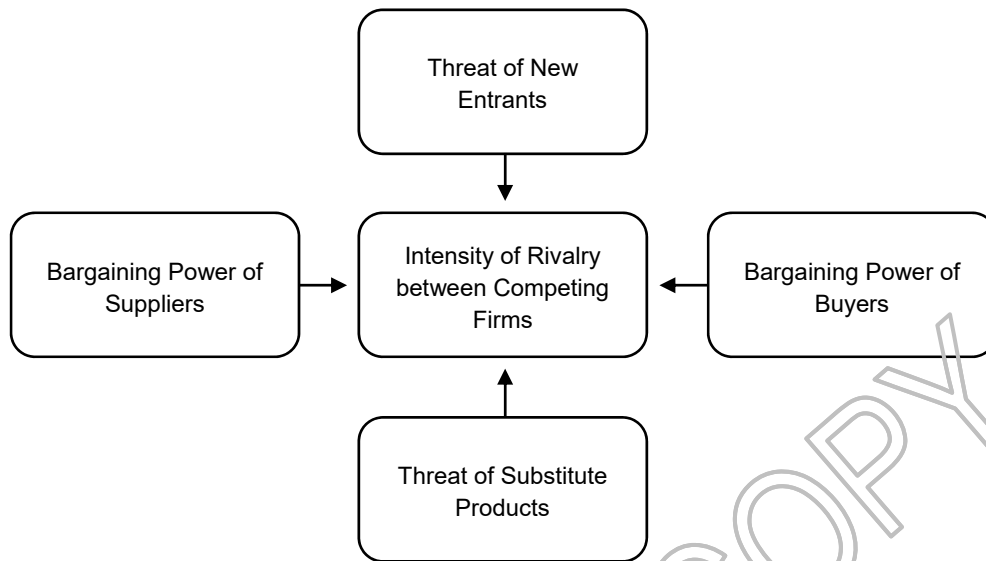 Threat of New
Entrants
Bargaining Power of
Suppliers
Intensity of Rivalry
between Competing
Firms
Bargaining Power of
Buyers
Threat of Substitute
Products
COPY